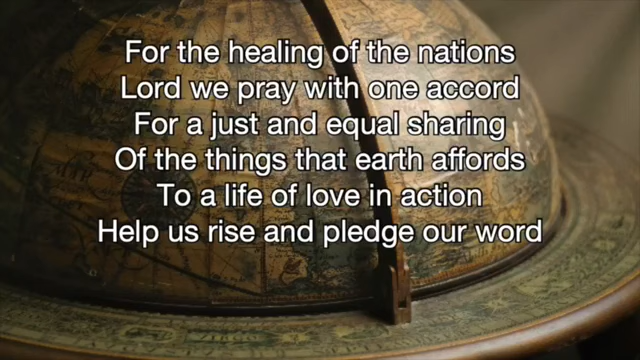 For the healing of the nations
Lord we pray with one accord
For a just and equal sharing
Of the things that earth affords
To a life of love in action
Help us rise and pledge our word